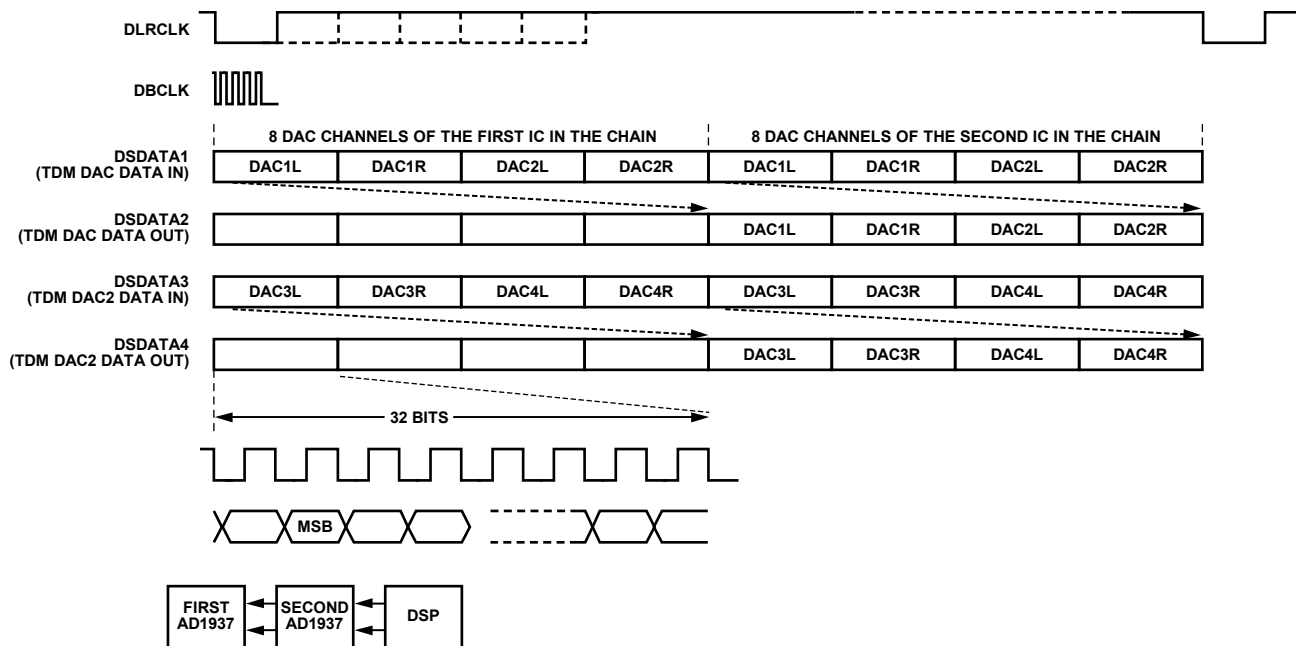 DLRCLK
DBCLK
8 DAC CHANNELS OF THE FIRST IC IN THE CHAIN
8 DAC CHANNELS OF THE SECOND IC IN THE CHAIN
DSDATA1
(TDM DAC DATA IN)
DAC1L DAC1R DAC2L DAC2R DAC1L DAC1R DAC2L DAC2R
DSDATA2
(TDM DAC DATA OUT)
DAC1L DAC1R DAC2L DAC2R
DSDATA3
(TDM DAC2 DATA IN)
DAC3L DAC3R DAC4L DAC4R DAC3L DAC3R DAC4L DAC4R
DSDATA4
(TDM DAC2 DATA OUT)
DAC3L DAC3R DAC4L DAC4R
32 BITS
MSB
FIRST
AD1937
SECOND
AD1937
DSP